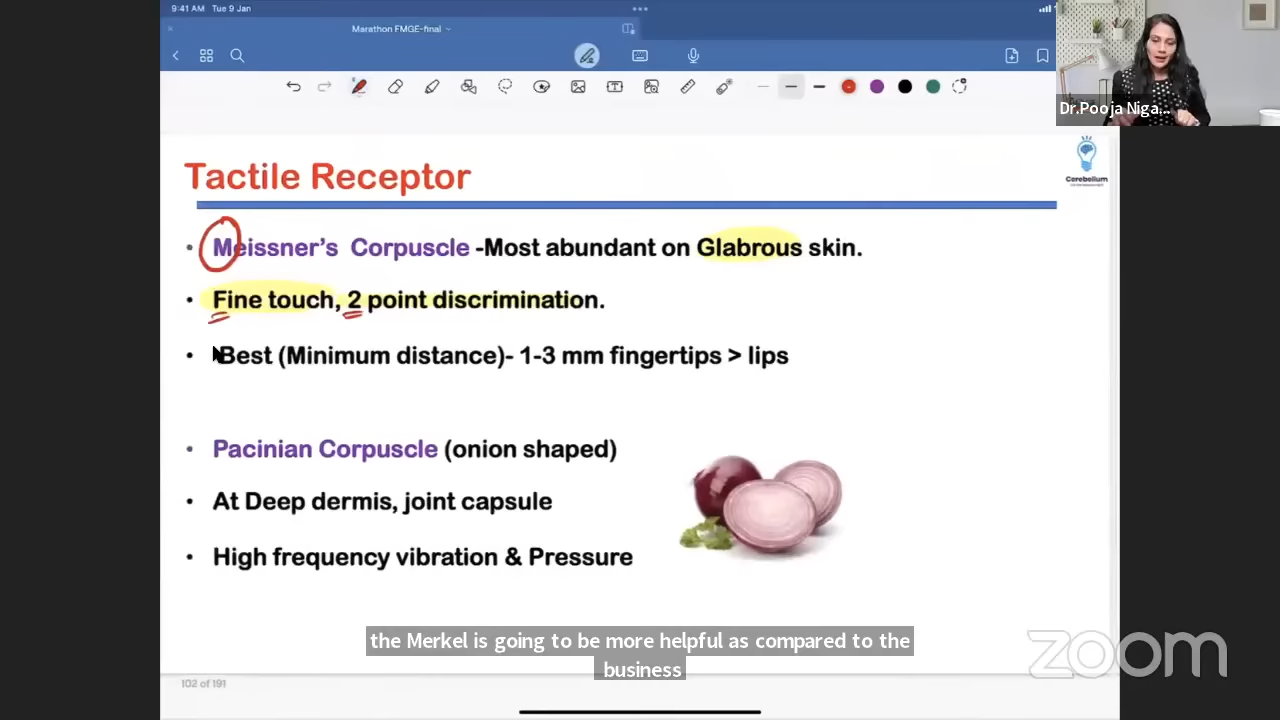 9:41 AM Tue 9 Jan
Marathon FMGE-final
Dr.Pooja Niga...
Tactile Receptor
Cerebellum
• Meissner's Corpuscle -Most abundant on Glabrous skin.
• Fine touch, 2 point discrimination.
• Best (Minimum distance)- 1-3 mm fingertips > lips
• Pacinian Corpuscle (onion shaped)
• At Deep dermis, joint capsule
• High frequency vibration & Pressure
the Merkel is going to be more helpful as compared to the
business
zoom
102 of 191